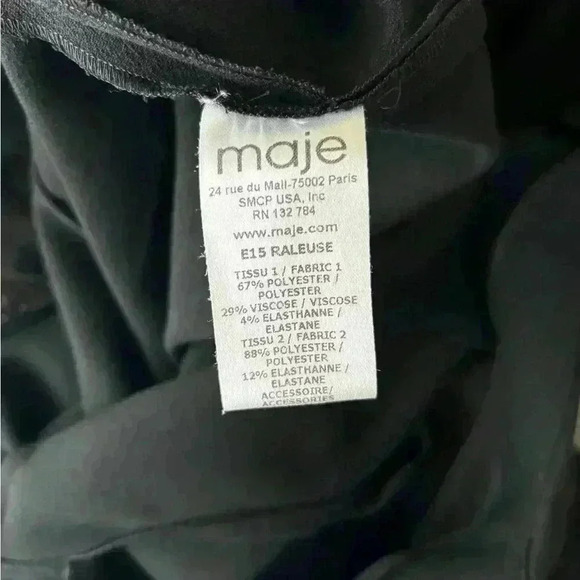 maje
24 rue du Mail-75002 Paris
SMCP USA, Inc
RN 132 784
www.maje.com
E15 RALEUSE
TISSU 1 / FABRIC 1
67% POLYESTER /
POLYESTER
29% VISCOSE / VISCOSE
4% ELASTHANNE /
ELASTANE
TISSU 2 / FABRIC 2
88% POLYESTER /
POLYESTER
12% ELASTHANNE /
ELASTANE
ACCESSOIRE/
ACCESSORIES